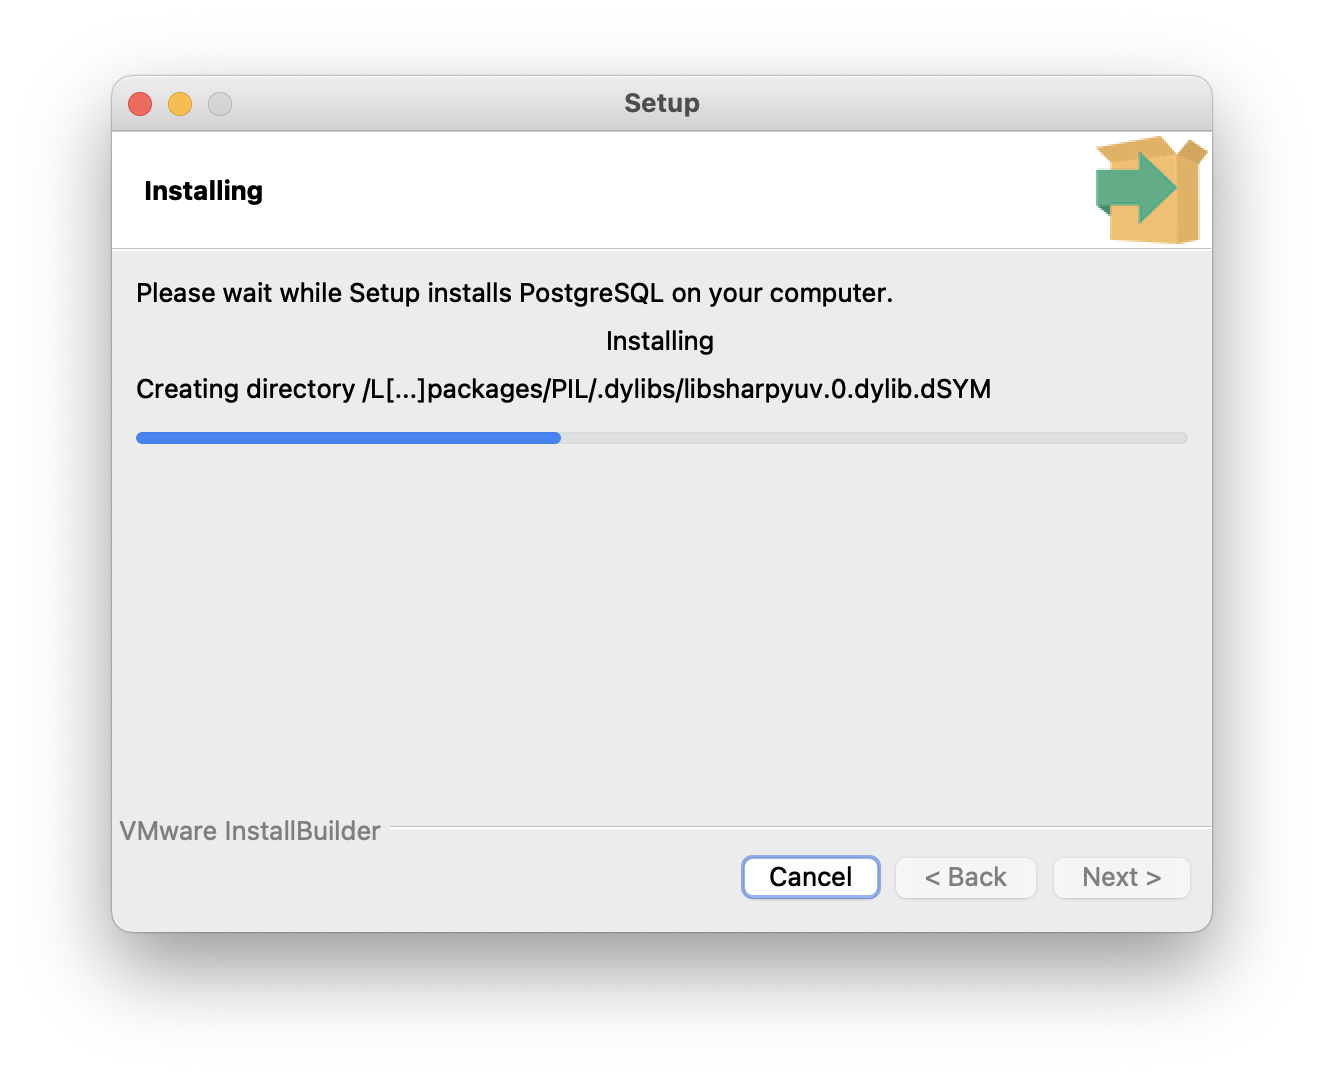 Setup
Installing
Please wait while Setup installs PostgreSQL on your computer.
Installing
Creating directory /L[...]packages/PIL/.dylibs/libsharpyuv.0.dylib.dSYM
VMware InstallBuilder
Cancel
< Back
Next >